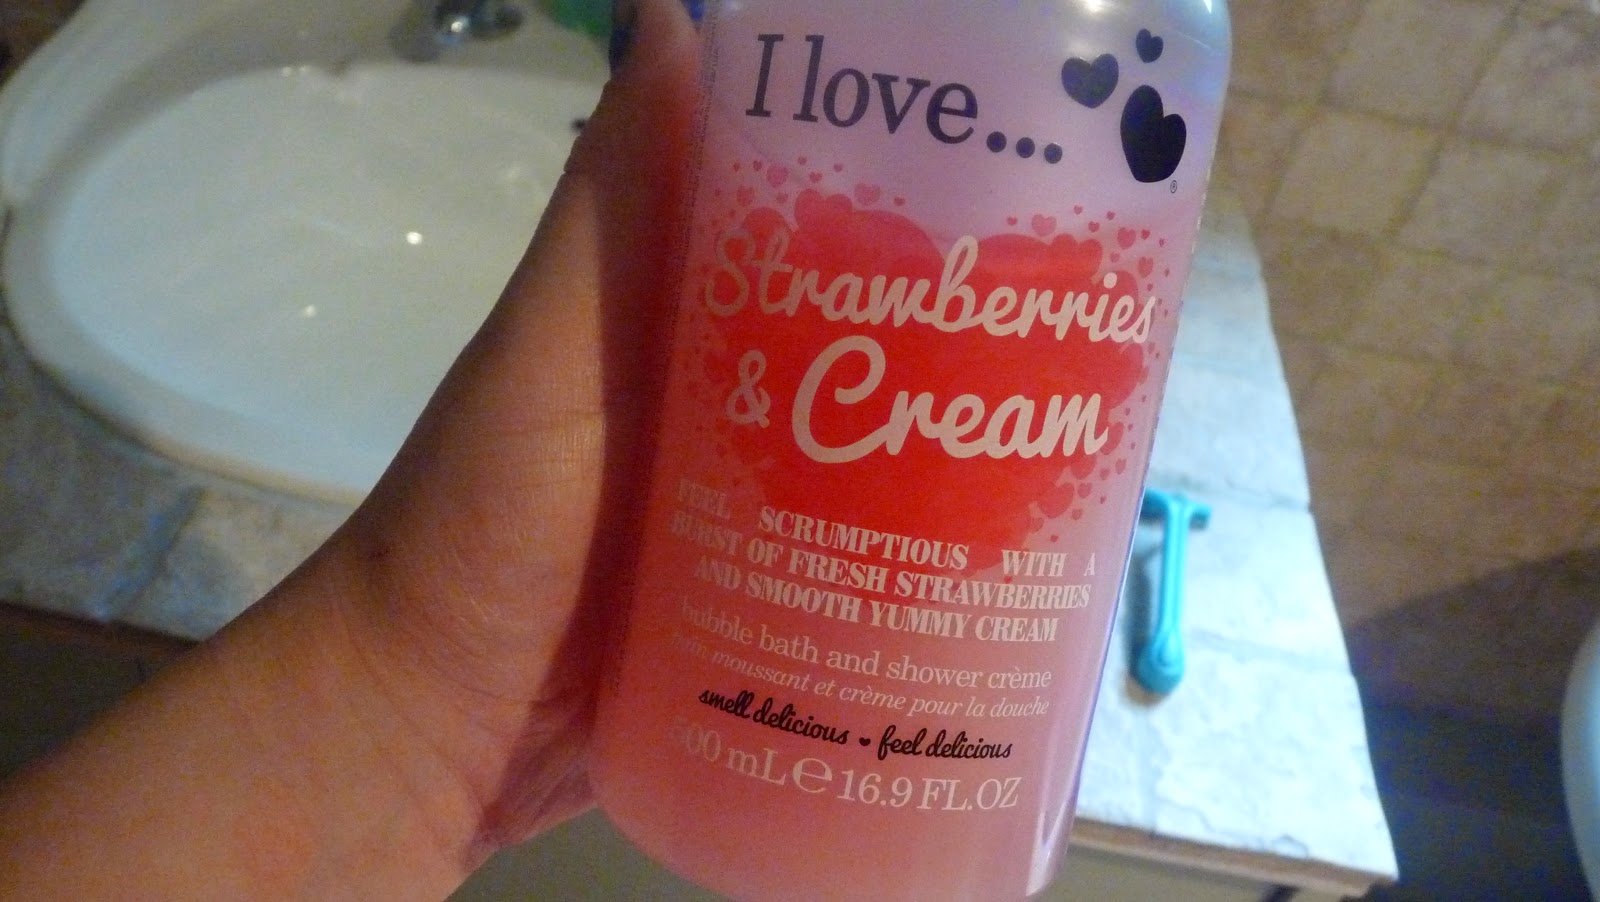 I love...
®
Strawberries
& Cream
FEEL SCRUMPTIOUS WITH A
BURST OF FRESH STRAWBERRIES
AND SMOOTH YUMMY CREAM
bubble bath and shower crème
bain moussant et crème pour la douche
smell delicious feel delicious
500 mL ℮ 16.9 FL.OZ